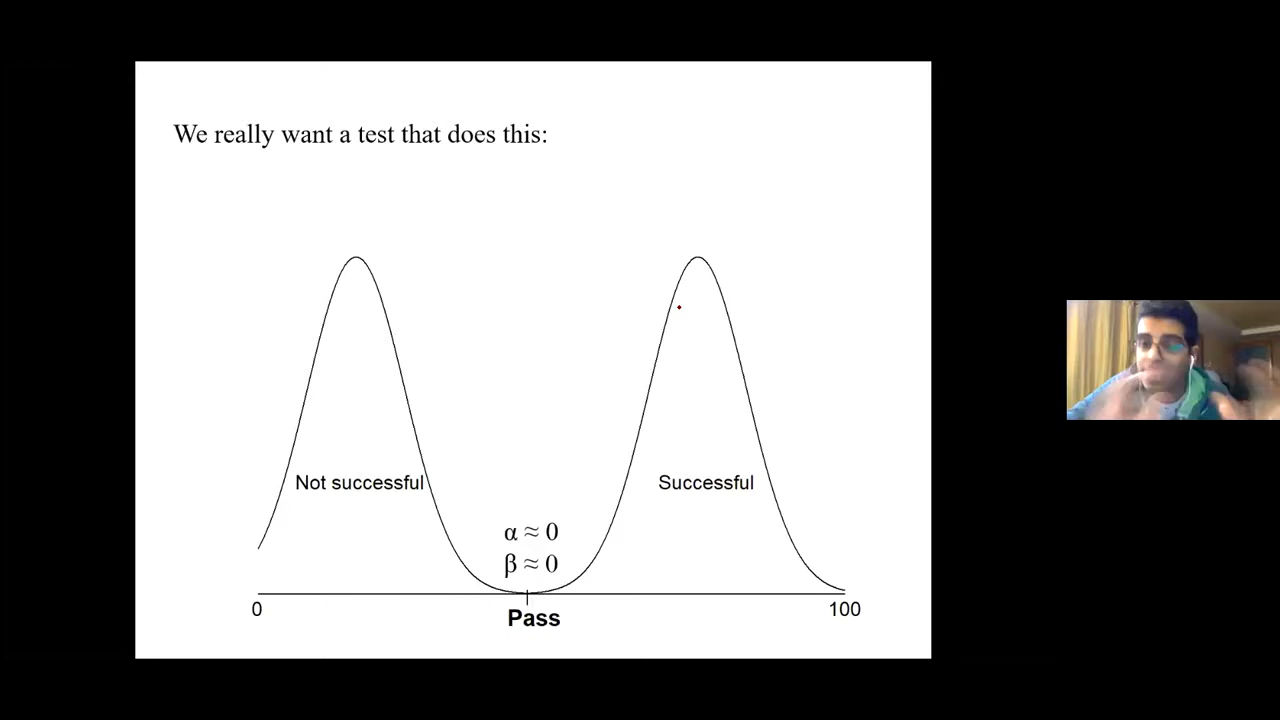 We really want a test that does this:
Not successful
Successful
α ≈ 0
β ≈ 0
0
100
Pass